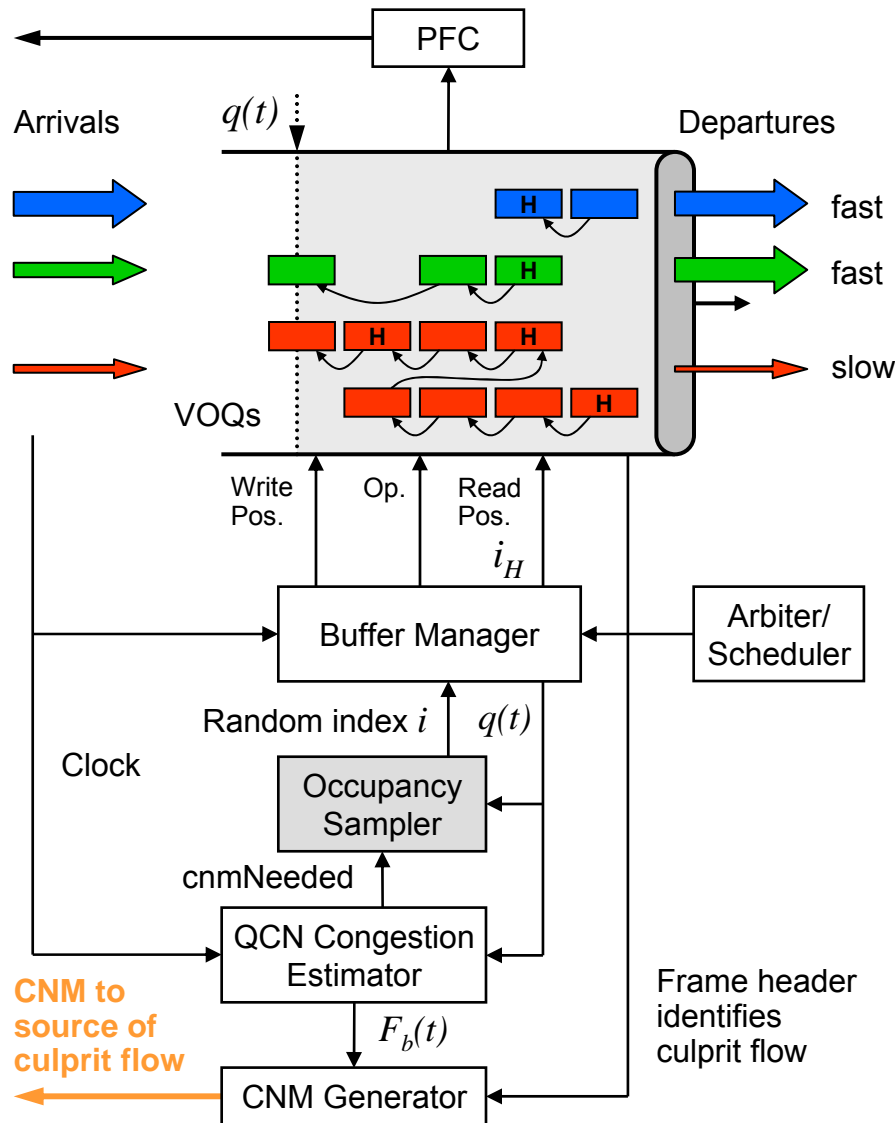 PFC
Arrivals
q(t)
Departures
H
fast
H
fast
H
H
slow
H
VOQs
Write
Pos.
Op.
Read
Pos.
i_H
Buffer Manager
Arbiter/
Scheduler
Random index i
q(t)
Clock
Occupancy
Sampler
cnmNeeded
QCN Congestion
Estimator
CNM to
source of
culprit flow
F_b(t)
Frame header
identifies
culprit flow
CNM Generator